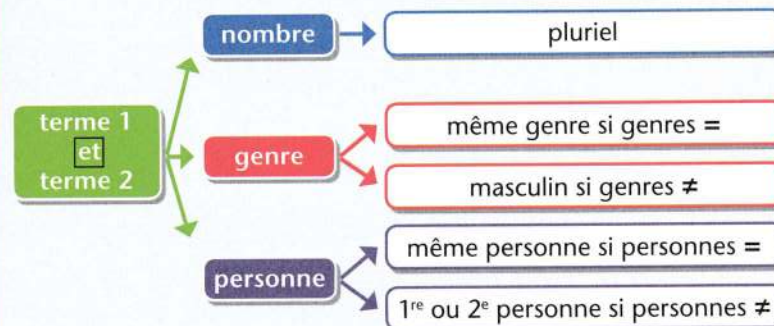 terme 1
et
terme 2
nombre
pluriel
genre
même genre si genres =
masculin si genres ≠
personne
même personne si personnes =
1re ou 2e personne si personnes ≠